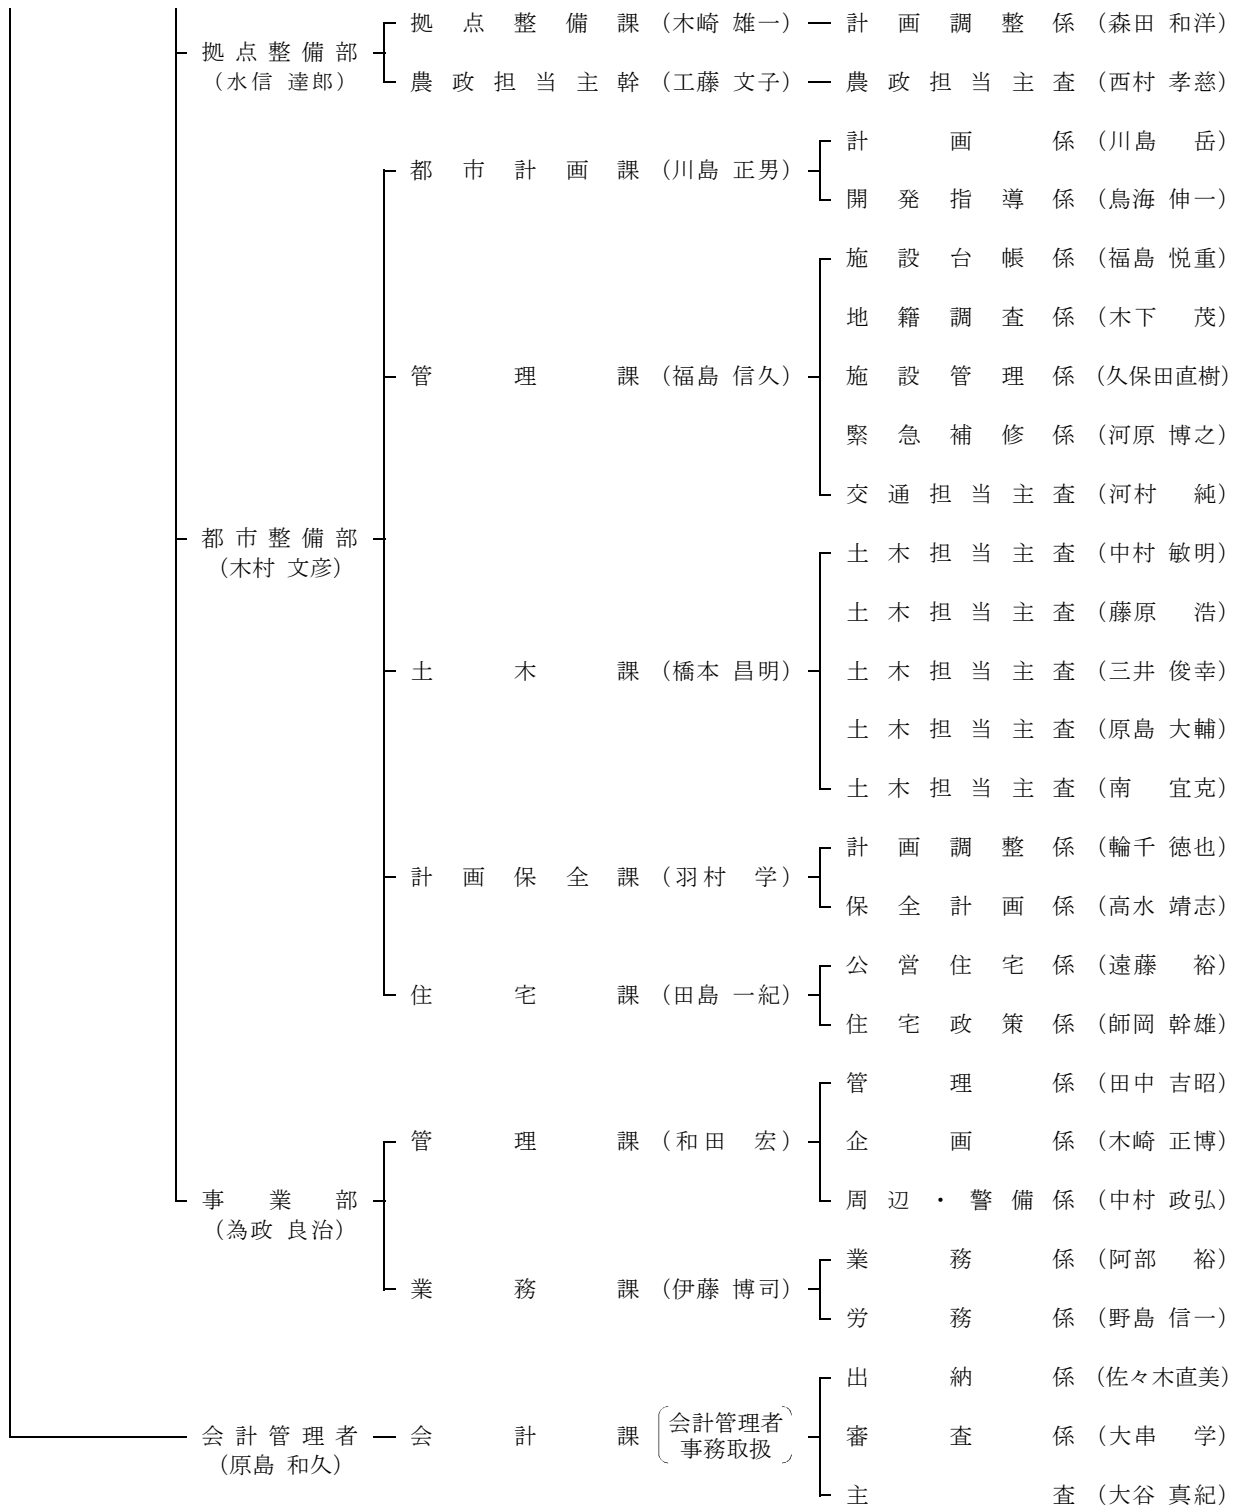 拠点整備課（木崎 雄一）
計画調整係（森田 和洋）
拠点整備部
（水信 達郎）
農政担当主幹（工藤 文子）
農政担当主査（西村 孝慈）
計画係（川島 岳）
都市計画課（川島 正男）
開発指導係（鳥海 伸一）
施設台帳係（福島 悦重）
地籍調査係（木下 茂）
管理課（福島 信久）
施設管理係（久保田直樹）
緊急補修係（河原 博之）
交通担当主査（河村 純）
都市整備部
（木村 文彦）
土木担当主査（中村 敏明）
土木担当主査（藤原 浩）
土木課（橋本 昌明）
土木担当主査（三井 俊幸）
土木担当主査（原島 大輔）
土木担当主査（南 宜克）
計画調整係（輪千 徳也）
計画保全課（羽村 学）
保全計画係（高水 靖志）
公営住宅係（遠藤 裕）
住宅課（田島 一紀）
住宅政策係（師岡 幹雄）
管理係（田中 吉昭）
管理課（和田 宏）
企画係（木崎 正博）
事業部
（為政 良治）
周辺・警備係（中村 政弘）
業務係（阿部 裕）
業務課（伊藤 博司）
労務係（野島 信一）
出納係（佐々木直美）
会計管理者
（原島 和久）
会計課
会計管理者
事務取扱
審査係（大串 学）
主査（大谷 真紀）